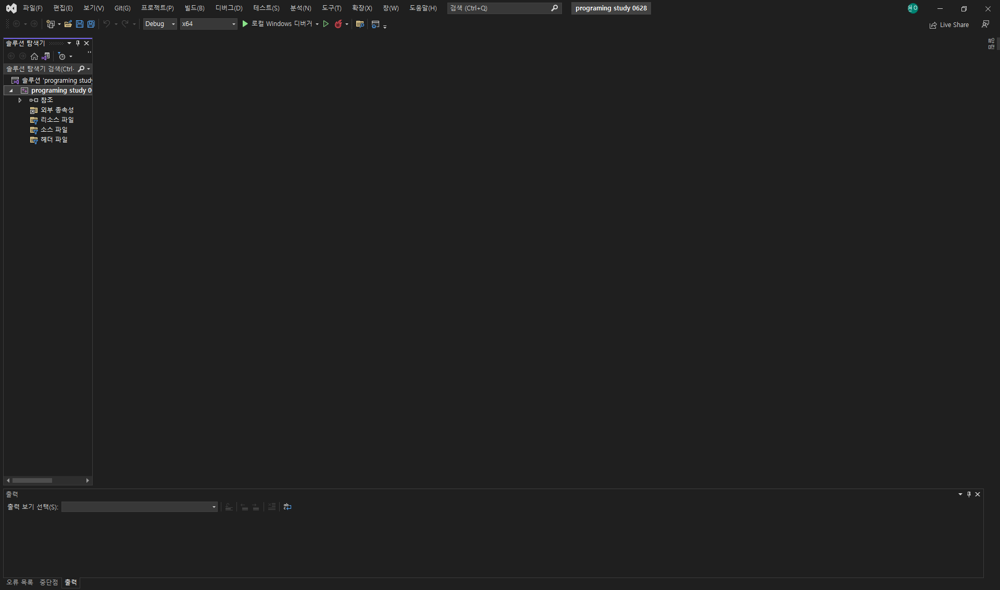 파일(F) 편집(E) 보기(V) Git(G) 프로젝트(P) 빌드(B) 디버그(D) 테스트(S) 분석(N) 도구(T) 확장(X) 창(W) 도움말(H) 검색 (Ctrl+Q) programing study 0628
Debug x64 로컬 Windows 디버거 Live Share
솔루션 탐색기
솔루션 탐색기 검색(Ctrl-
솔루션 'programing study
programing study 0
참조
외부 종속성
리소스 파일
소스 파일
헤더 파일
알림
출력
출력 보기 선택(S):
오류 목록 중단점 출력